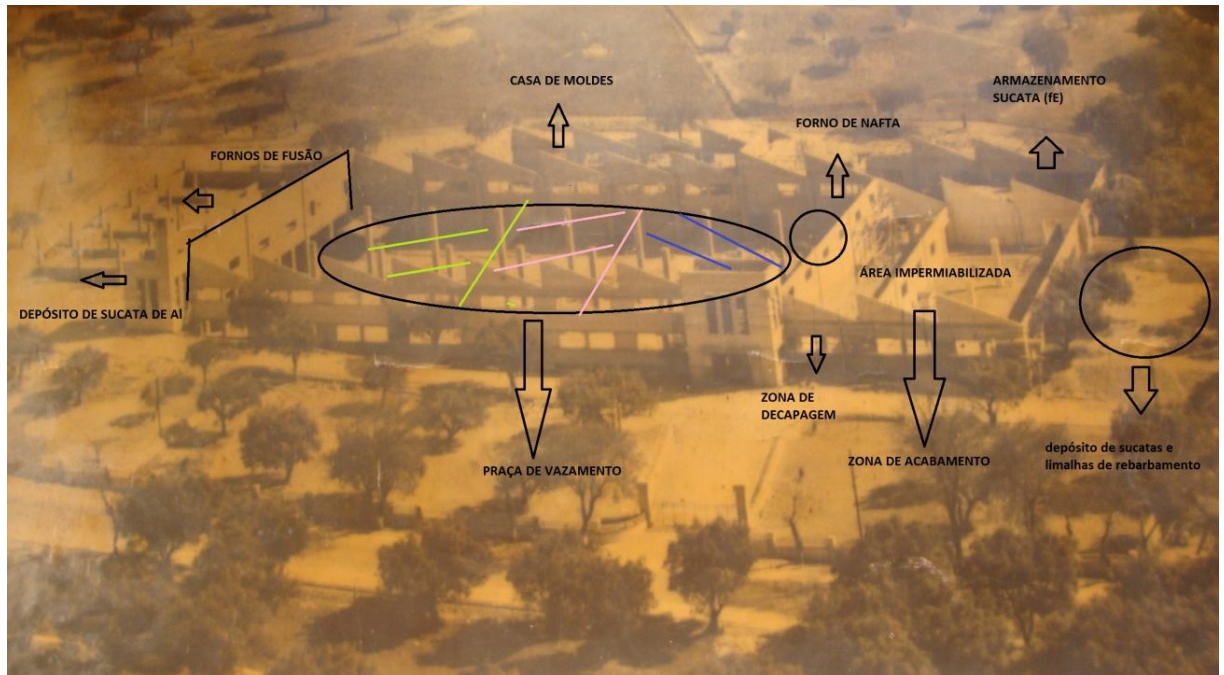 CASA DE MOLDES
ARMAZENAMENTO
SUCATA (fE)
FORNO DE NAFTA
FORNOS DE FUSÃO
ÁREA IMPERMIABILIZADA
DEPÓSITO DE SUCATA DE Al
ZONA DE
DECAPAGEM
PRAÇA DE VAZAMENTO
ZONA DE ACABAMENTO
depósito de sucatas e
limalhas de rebarbamento